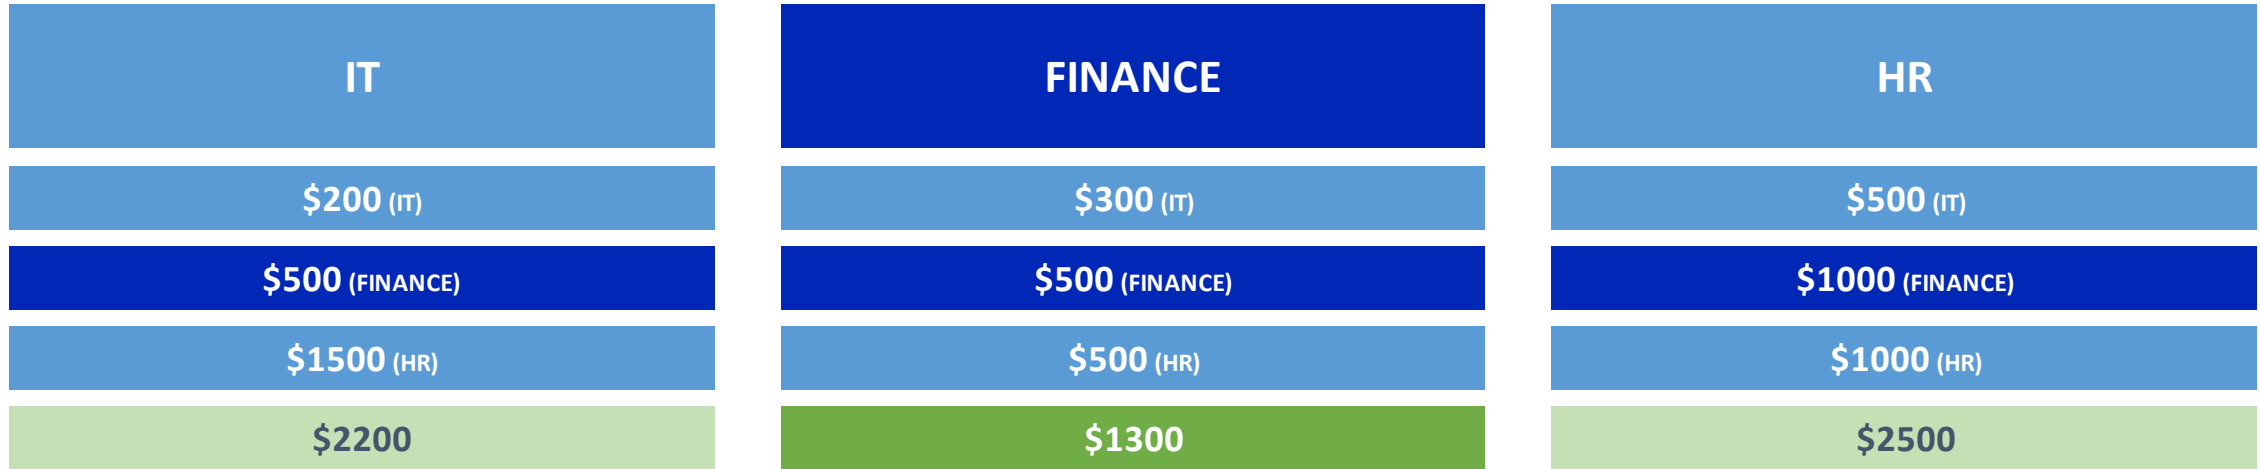 IT
FINANCE
HR
$200 (IT)
$300 (IT)
$500 (IT)
$500 (FINANCE)
$500 (FINANCE)
$1000 (FINANCE)
$1500 (HR)
$500 (HR)
$1000 (HR)
$2200
$1300
$2500